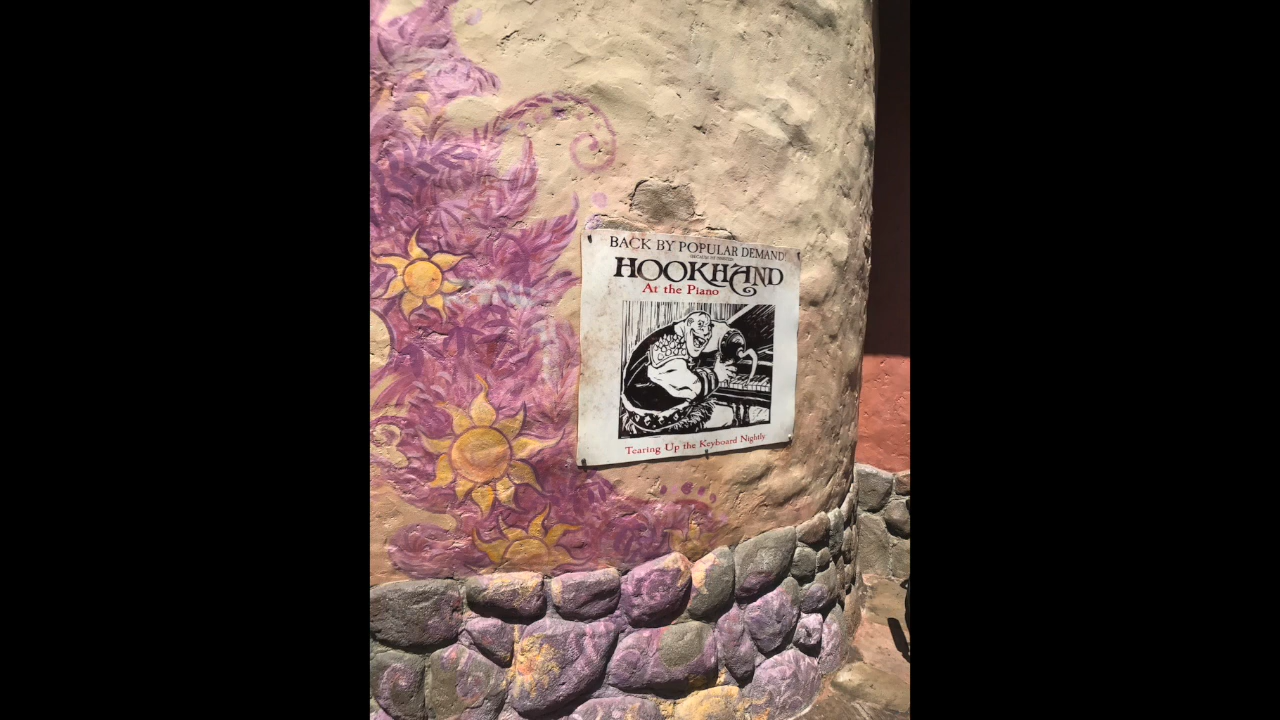 BACK BY POPULAR DEMAND!
HOOKHAND
At the Piano
Tearing Up the Keyboard Nightly